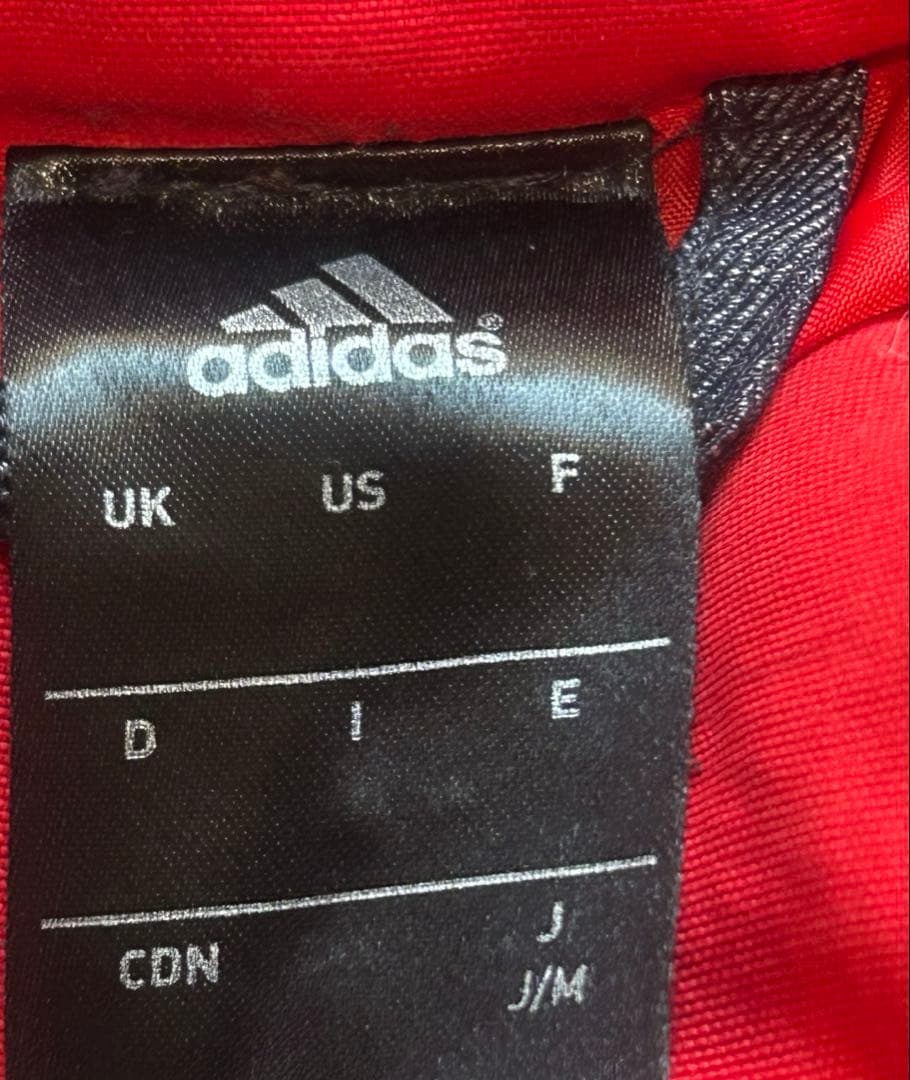 adidas®
UK US F
D I E
CDN J
J/M